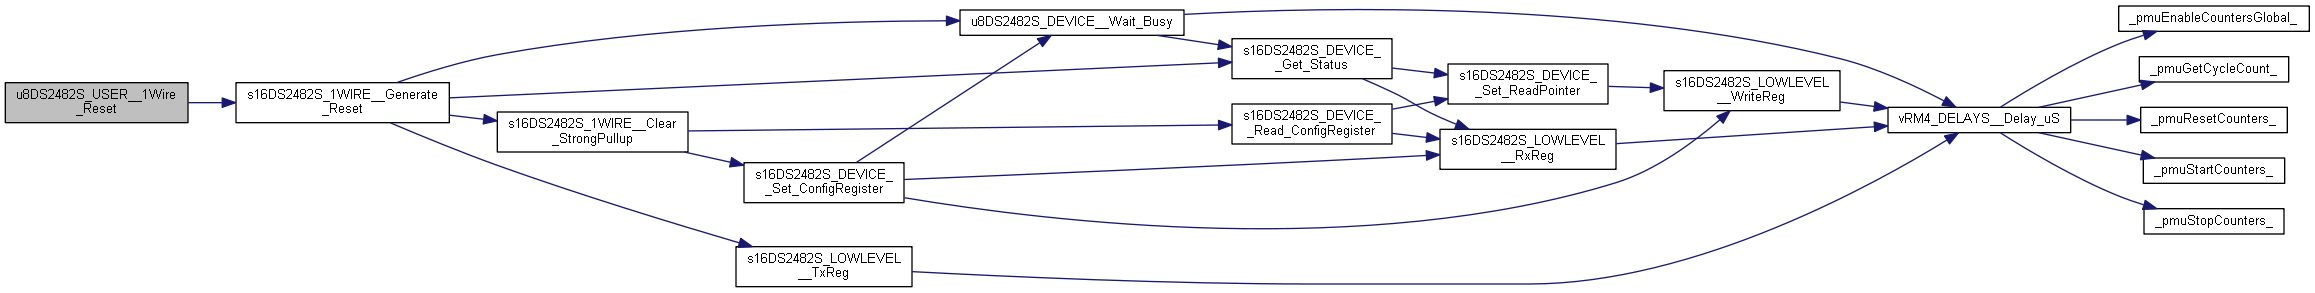 u8DS2482S_USER__1Wire
_Reset
s16DS2482S_1WIRE__Generate
_Reset
s16DS2482S_1WIRE__Clear
_StrongPullup
s16DS2482S_DEVICE_
_Set_ConfigRegister
s16DS2482S_LOWLEVEL
__TxReg
u8DS2482S_DEVICE__Wait_Busy
s16DS2482S_DEVICE_
_Get_Status
s16DS2482S_DEVICE_
_Read_ConfigRegister
s16DS2482S_DEVICE_
_Set_ReadPointer
s16DS2482S_LOWLEVEL
__RxReg
s16DS2482S_LOWLEVEL
__WriteReg
vRM4_DELAYS__Delay_uS
_pmuEnableCountersGlobal_
_pmuGetCycleCount_
_pmuResetCounters_
_pmuStartCounters_
_pmuStopCounters_